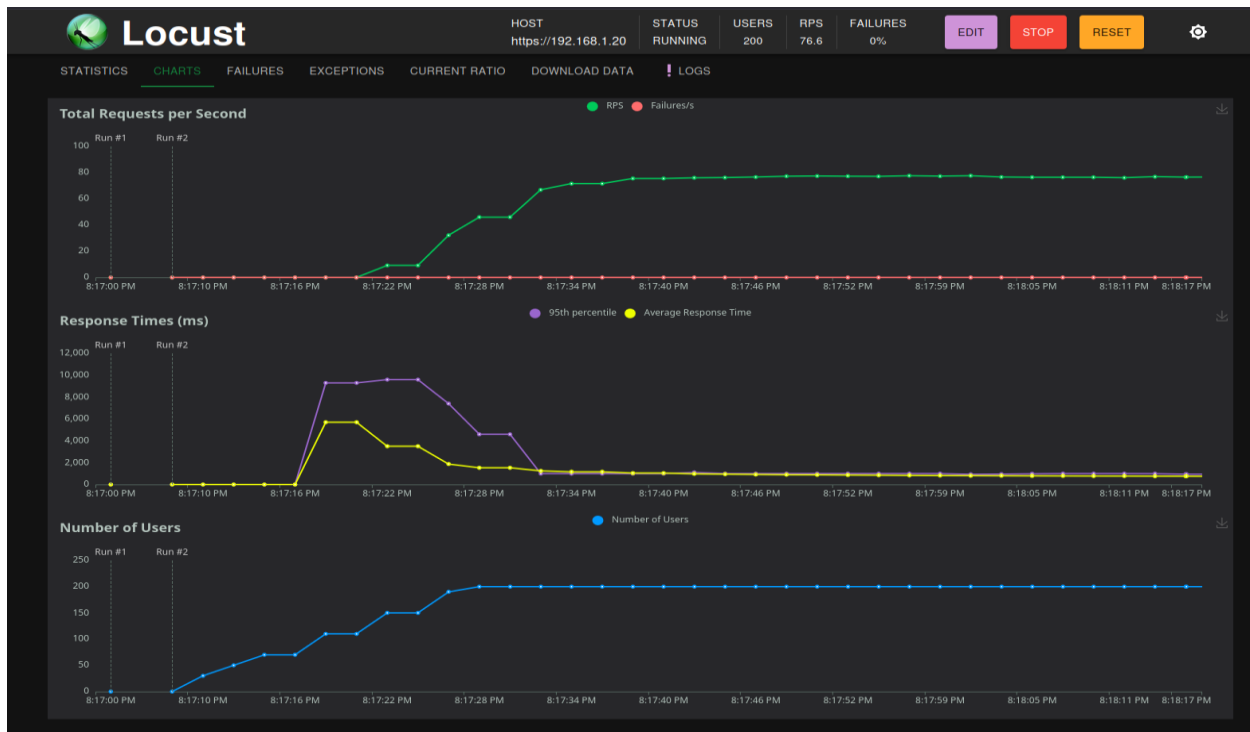 Locust
HOST
https://192.168.1.20
STATUS
RUNNING
USERS
200
RPS
76.6
FAILURES
0%
EDIT
STOP
RESET
STATISTICS CHARTS FAILURES EXCEPTIONS CURRENT RATIO DOWNLOAD DATA ! LOGS
Total Requests per Second
RPS Failures/s
Run #1 Run #2
100
80
60
40
20
0
8:17:00 PM 8:17:10 PM 8:17:16 PM 8:17:22 PM 8:17:28 PM 8:17:34 PM 8:17:40 PM 8:17:46 PM 8:17:52 PM 8:17:59 PM 8:18:05 PM 8:18:11 PM 8:18:17 PM
Response Times (ms)
95th percentile Average Response Time
Run #1 Run #2
12,000
10,000
8,000
6,000
4,000
2,000
0
8:17:00 PM 8:17:10 PM 8:17:16 PM 8:17:22 PM 8:17:28 PM 8:17:34 PM 8:17:40 PM 8:17:46 PM 8:17:52 PM 8:17:59 PM 8:18:05 PM 8:18:11 PM 8:18:17 PM
Number of Users
Number of Users
Run #1 Run #2
250
200
150
100
50
0
8:17:00 PM 8:17:10 PM 8:17:16 PM 8:17:22 PM 8:17:28 PM 8:17:34 PM 8:17:40 PM 8:17:46 PM 8:17:52 PM 8:17:59 PM 8:18:05 PM 8:18:11 PM 8:18:17 PM